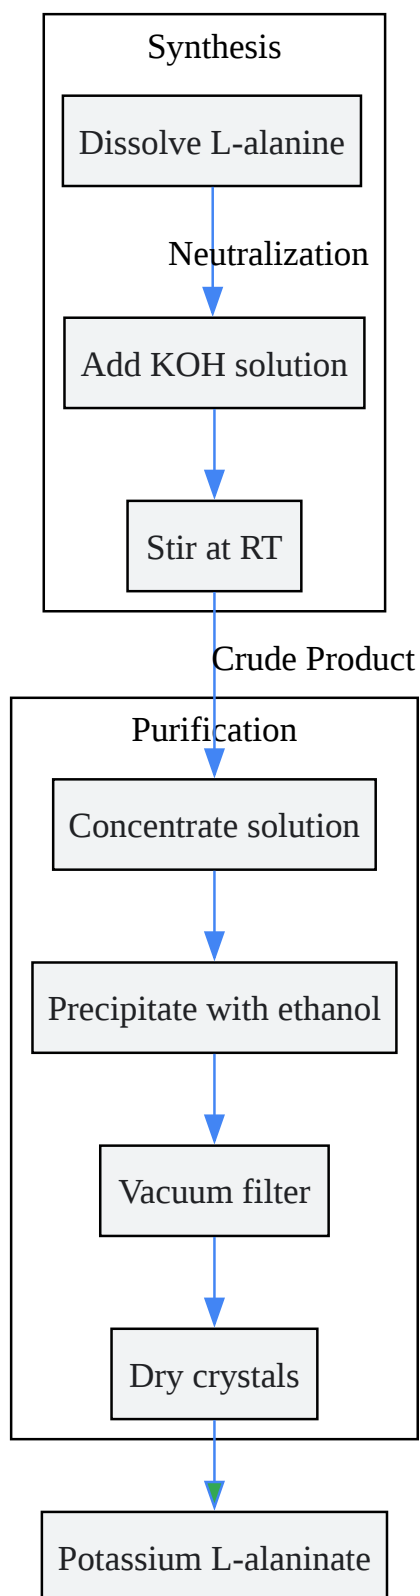 Synthesis
Dissolve L-alanine
Neutralization
Add KOH solution
Stir at RT
Crude Product
Purification
Concentrate solution
Precipitate with ethanol
Vacuum filter
Dry crystals
Potassium L-alaninate